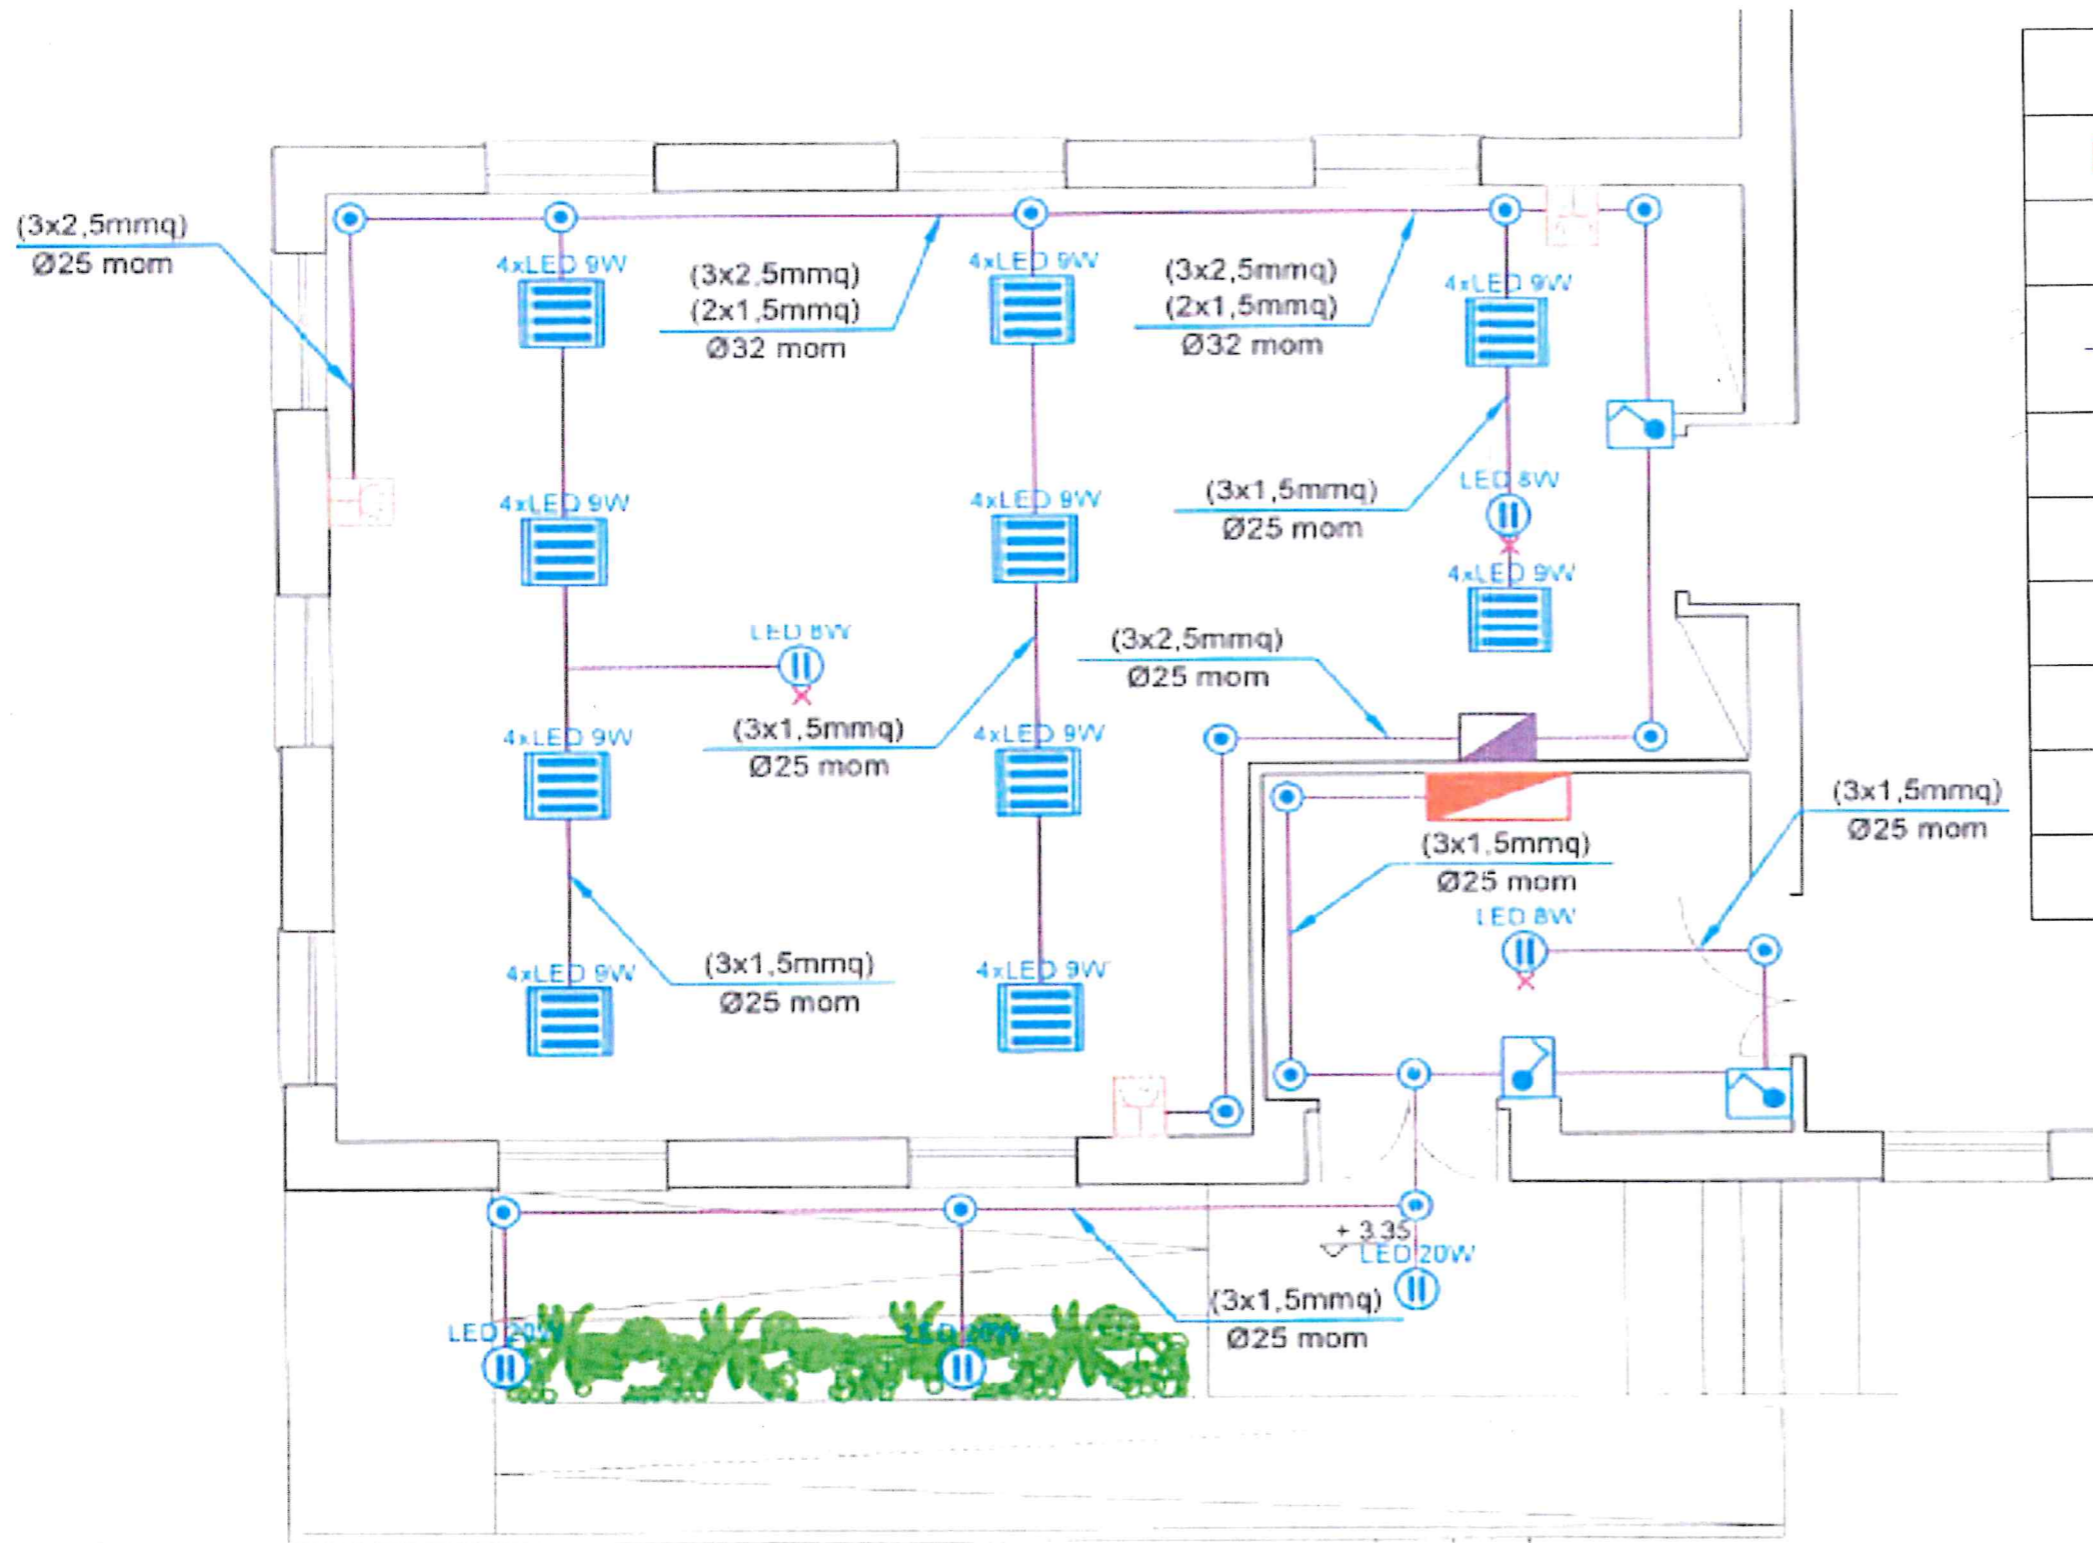 (3x2,5mmq)
Ø25 mom
4xLED 9W
(3x2,5mmq)
(2x1,5mmq)
Ø32 mom
4xLED 9W
(3x2,5mmq)
(2x1,5mmq)
Ø32 mom
4xLED 9W
4xLED 9W
4xLED 9W
(3x1,5mmq)
Ø25 mom
LED 8W
4xLED 9W
LED 8W
(3x2,5mmq)
Ø25 mom
4xLED 9W
(3x1,5mmq)
Ø25 mom
4xLED 9W
(3x1,5mmq)
Ø25 mom
(3x1,5mmq)
Ø25 mom
LED 8W
4xLED 9W
(3x1,5mmq)
Ø25 mom
4xLED 9W
+ 3.35
LED 20W
(3x1,5mmq)
Ø25 mom
LED 20W
LED 20W